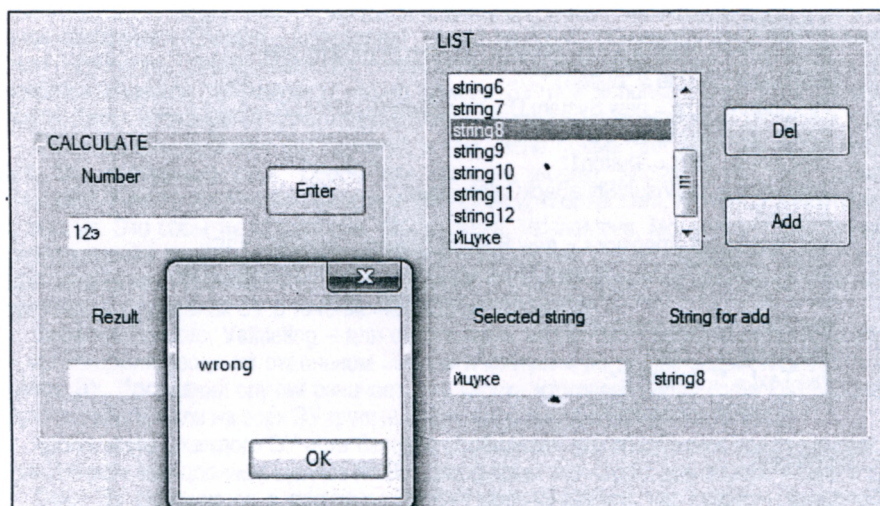 CALCULATE
Number
Enter
12э
Rezult
wrong
OK
LIST
string6
string7
string8
string9
string10
string11
string12
йцуке
Del
Add
Selected string
String for add
йцуке
string8